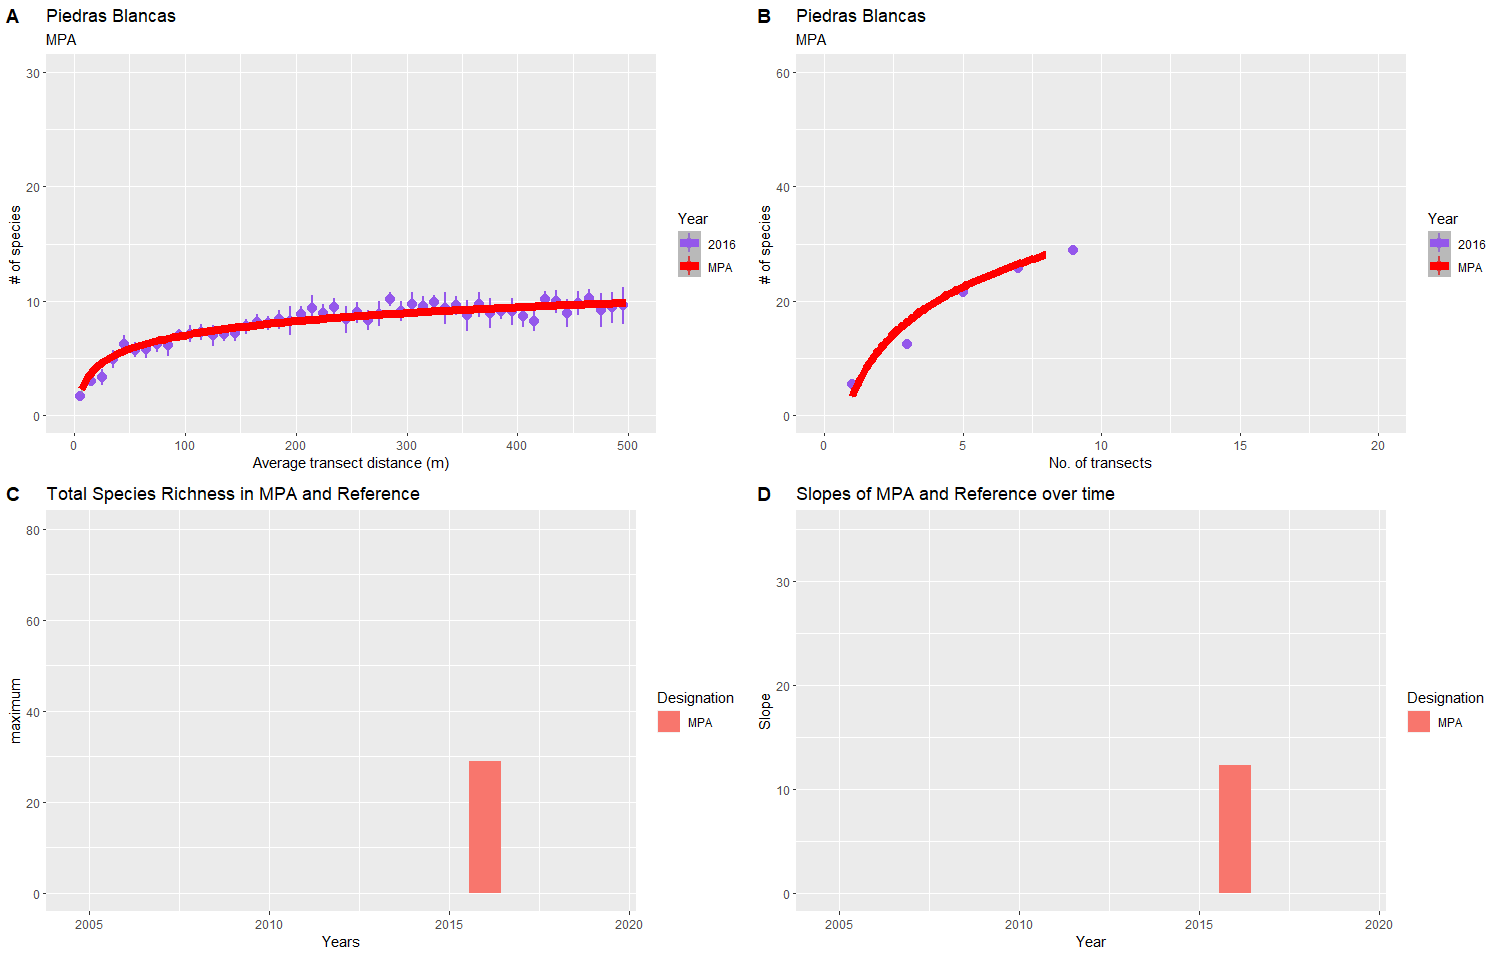 A Piedras Blancas
MPA
# of species
30
20
10
0
0 100 200 300 400 500
Average transect distance (m)
Year
2016
MPA
B Piedras Blancas
MPA
# of species
60
40
20
0
0 5 10 15 20
No. of transects
Year
2016
MPA
C Total Species Richness in MPA and Reference
maximum
80
60
40
20
0
2005 2010 2015 2020
Years
Designation
MPA
D Slopes of MPA and Reference over time
Slope
30
20
10
0
2005 2010 2015 2020
Year
Designation
MPA